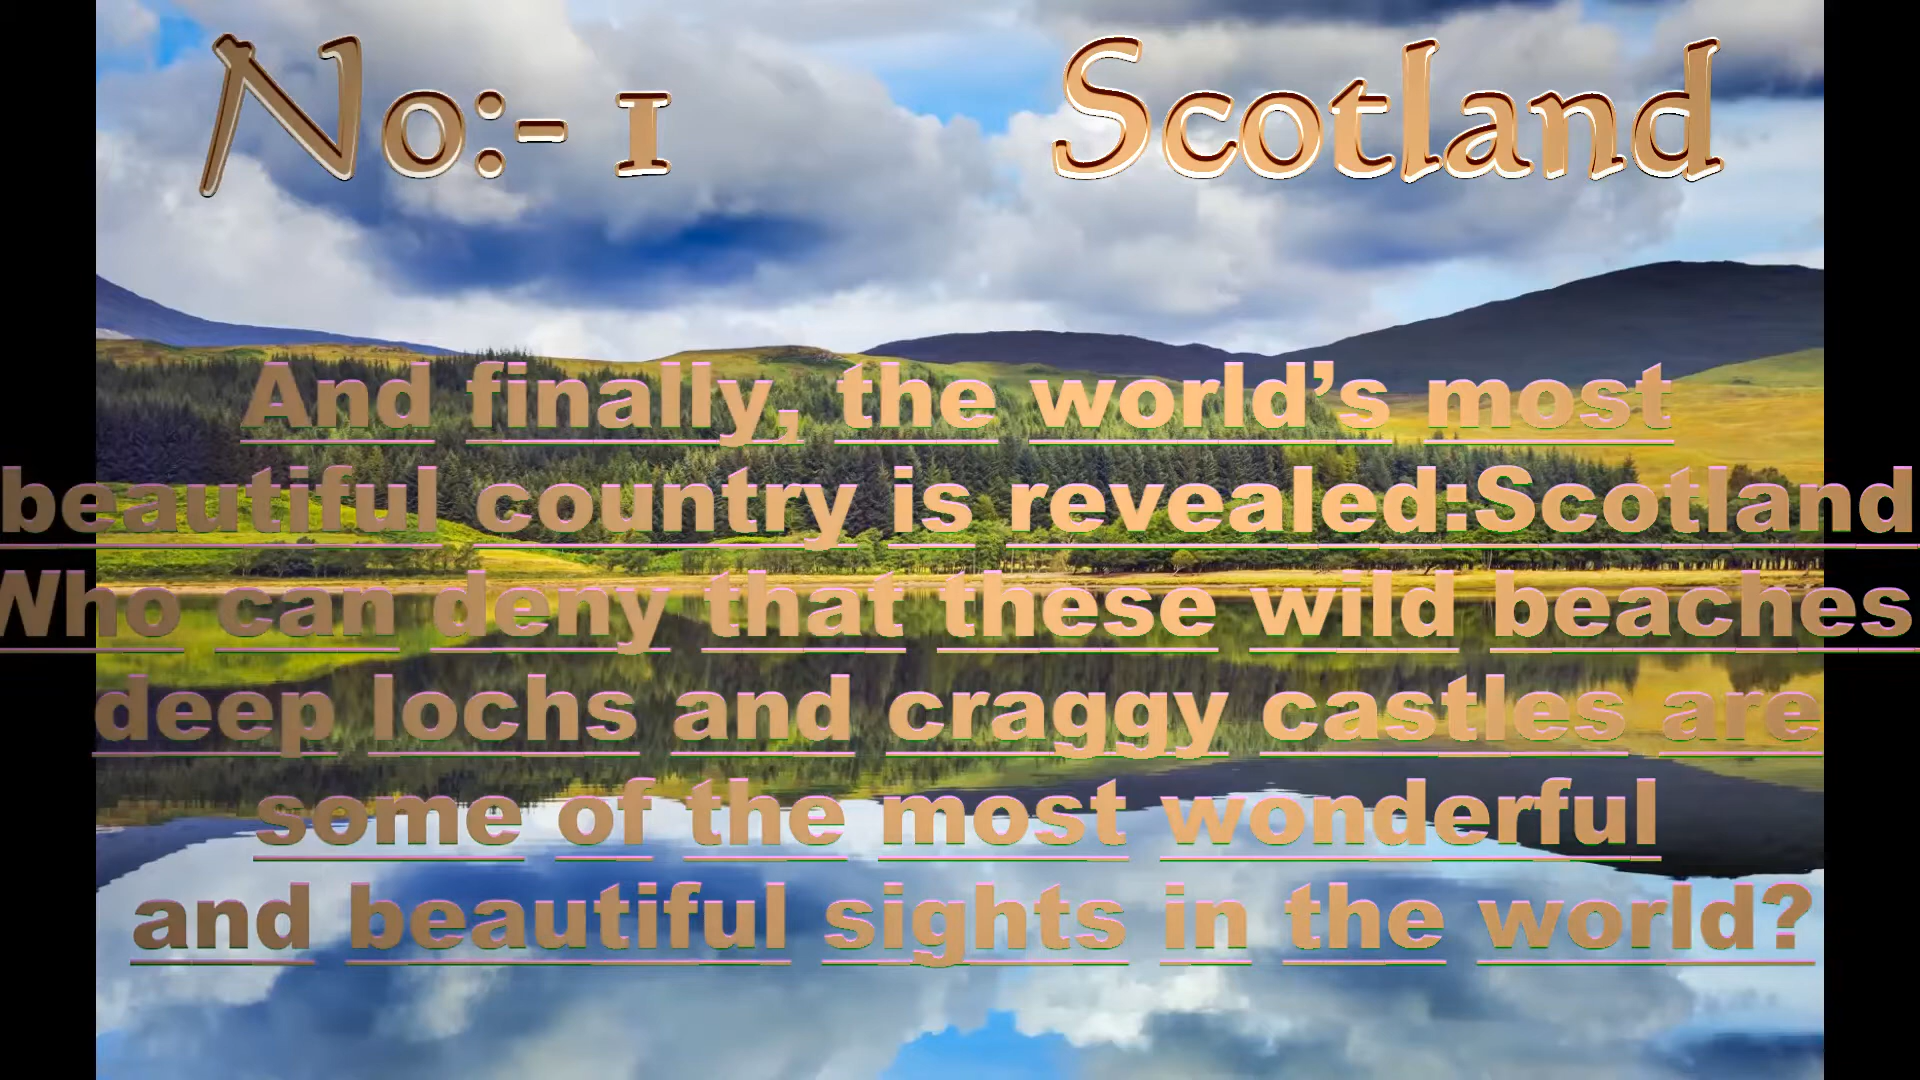 No:- 1 Scotland
And finally, the world’s most
beautiful country is revealed:Scotland
Who can deny that these wild beaches
deep lochs and craggy castles are
some of the most wonderful
and beautiful sights in the world?